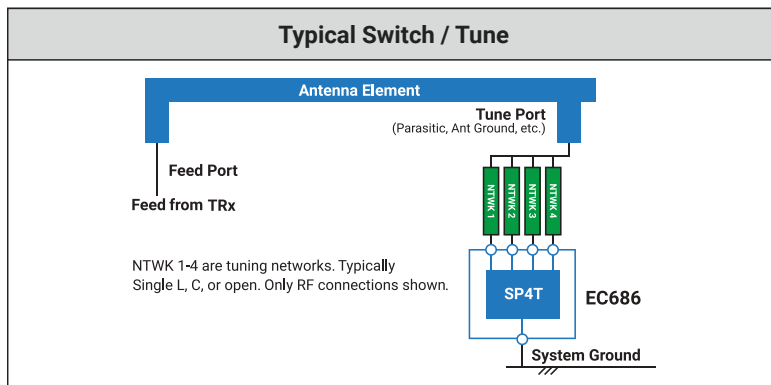 Typical Switch / Tune
Antenna Element
Tune Port
(Parasitic, Ant Ground, etc.)
Feed Port
Feed from TRx
NTWK 1
NTWK 2
NTWK 3
NTWK 4
NTWK 1-4 are tuning networks. Typically
Single L, C, or open. Only RF connections shown.
SP4T
EC686
System Ground